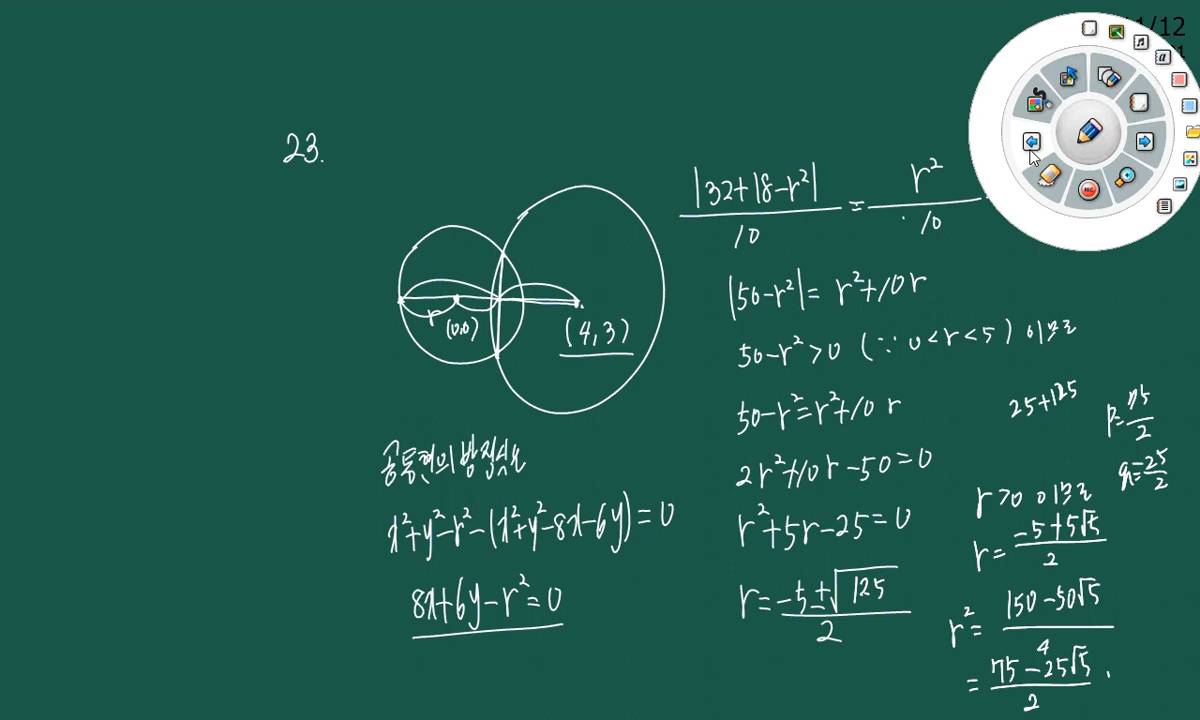 23.
r
(0,0)
(4,3)
공통현의 방정식은
x²+y²-r²-(x²+y²-8x-6y)=0
8x+6y-r²=0
|32+18-r²|/10 = r²/10
|50-r²|= r²+10r
50-r²>0 (∵ 0<r<5) 이므로
50-r²=r²+10r
2r²+10r-50=0
r²+5r-25=0
r=-5±√125/2
25+125
p=75/2
q=25/2
r>0 이므로
r=-5+5√5/2
r²=150-50√5/4
=75-25√5/2